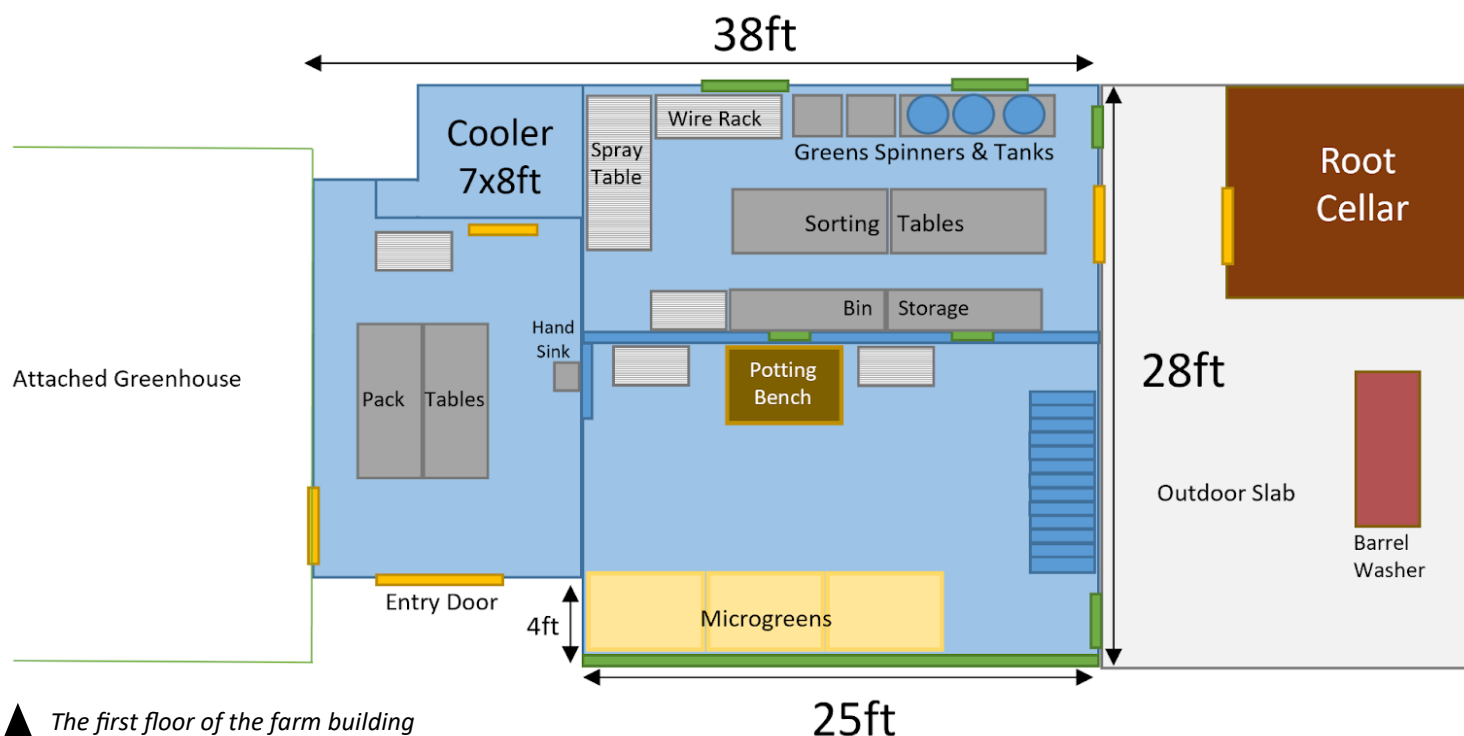 38ft
Cooler
7x8ft
Wire Rack
Spray
Table
Greens Spinners & Tanks
Root
Cellar
Sorting Tables
Bin Storage
Hand
Sink
Attached Greenhouse
Pack Tables
Potting
Bench
28ft
Outdoor Slab
Barrel
Washer
Entry Door
4ft
Microgreens
25ft
The first floor of the farm building